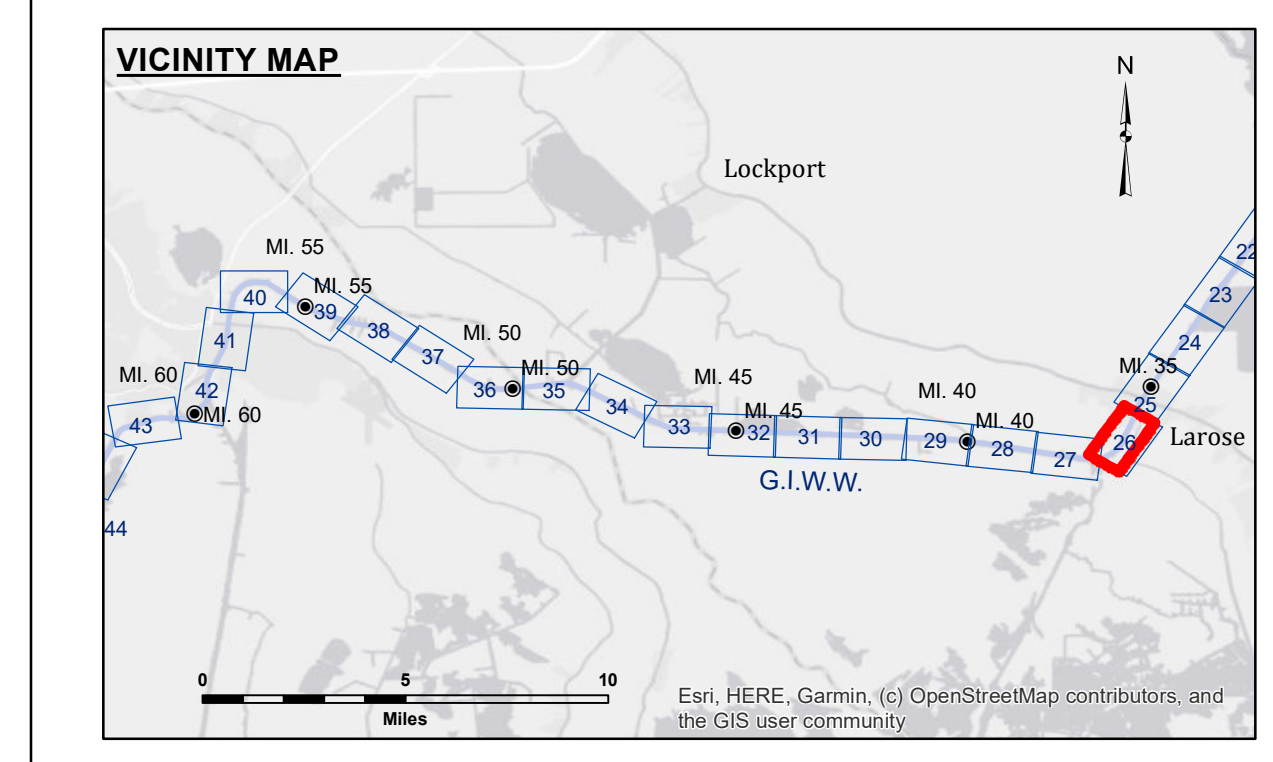 VICINITY MAP
N
Lockport
22
MI. 55
MI. 55
23
40
39
38
24
41
37
MI. 50
MI. 50
MI. 35
36
35
MI. 60
42
34
MI. 45
MI. 40
25
43
MI. 60
33
MI. 45
32
31
30
29
MI. 40
28
27
26
Larose
G.I.W.W.
44
0
5
10
Miles
Esri, HERE, Garmin, (c) OpenStreetMap contributors, and
the GIS user community